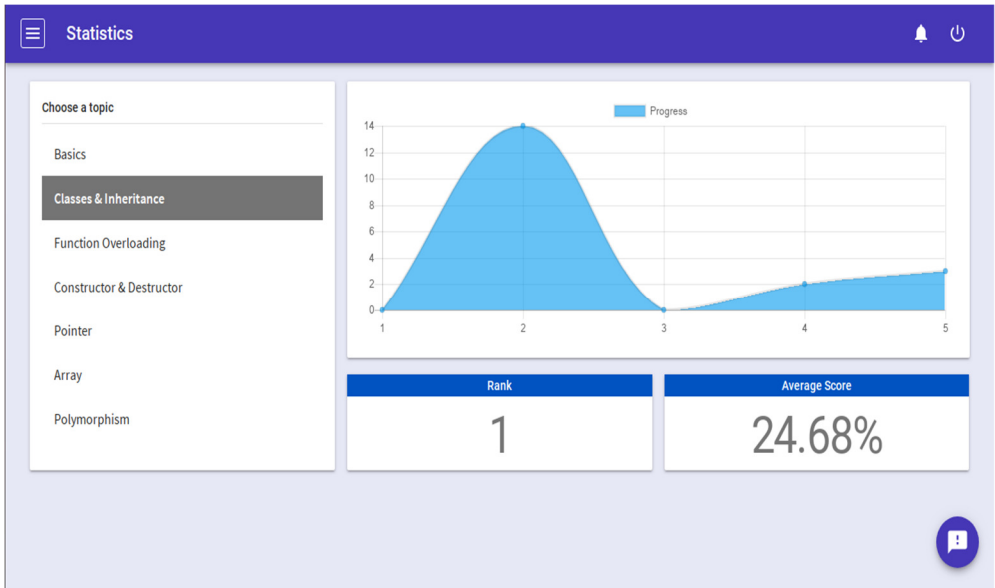 Statistics
Choose a topic
Basics
Classes & Inheritance
Function Overloading
Constructor & Destructor
Pointer
Array
Polymorphism
Progress
14
12
10
8
6
4
2
0
1 2 3 4 5
Rank
1
Average Score
24.68%